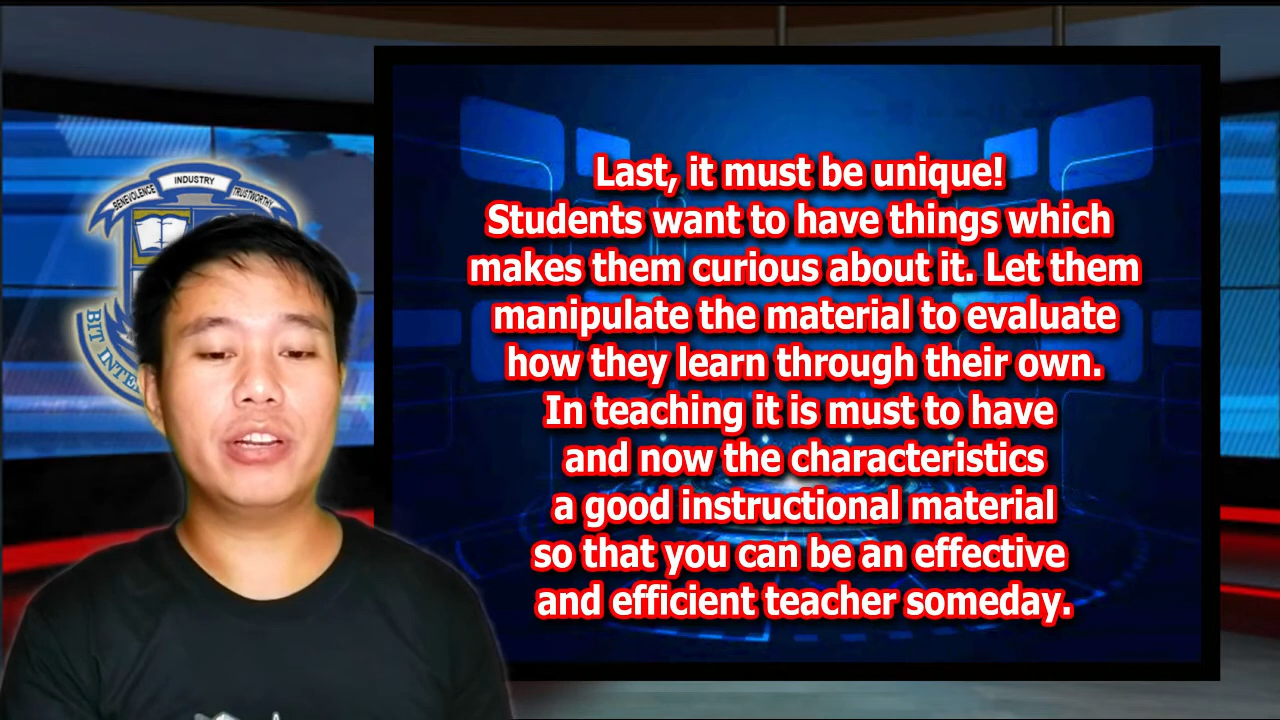 BENEVOLENCE
INDUSTRY
TRUSTWORTHY
BIT INTE
Last, it must be unique!
Students want to have things which
makes them curious about it. Let them
manipulate the material to evaluate
how they learn through their own.
In teaching it is must to have
and now the characteristics
a good instructional material
so that you can be an effective
and efficient teacher someday.